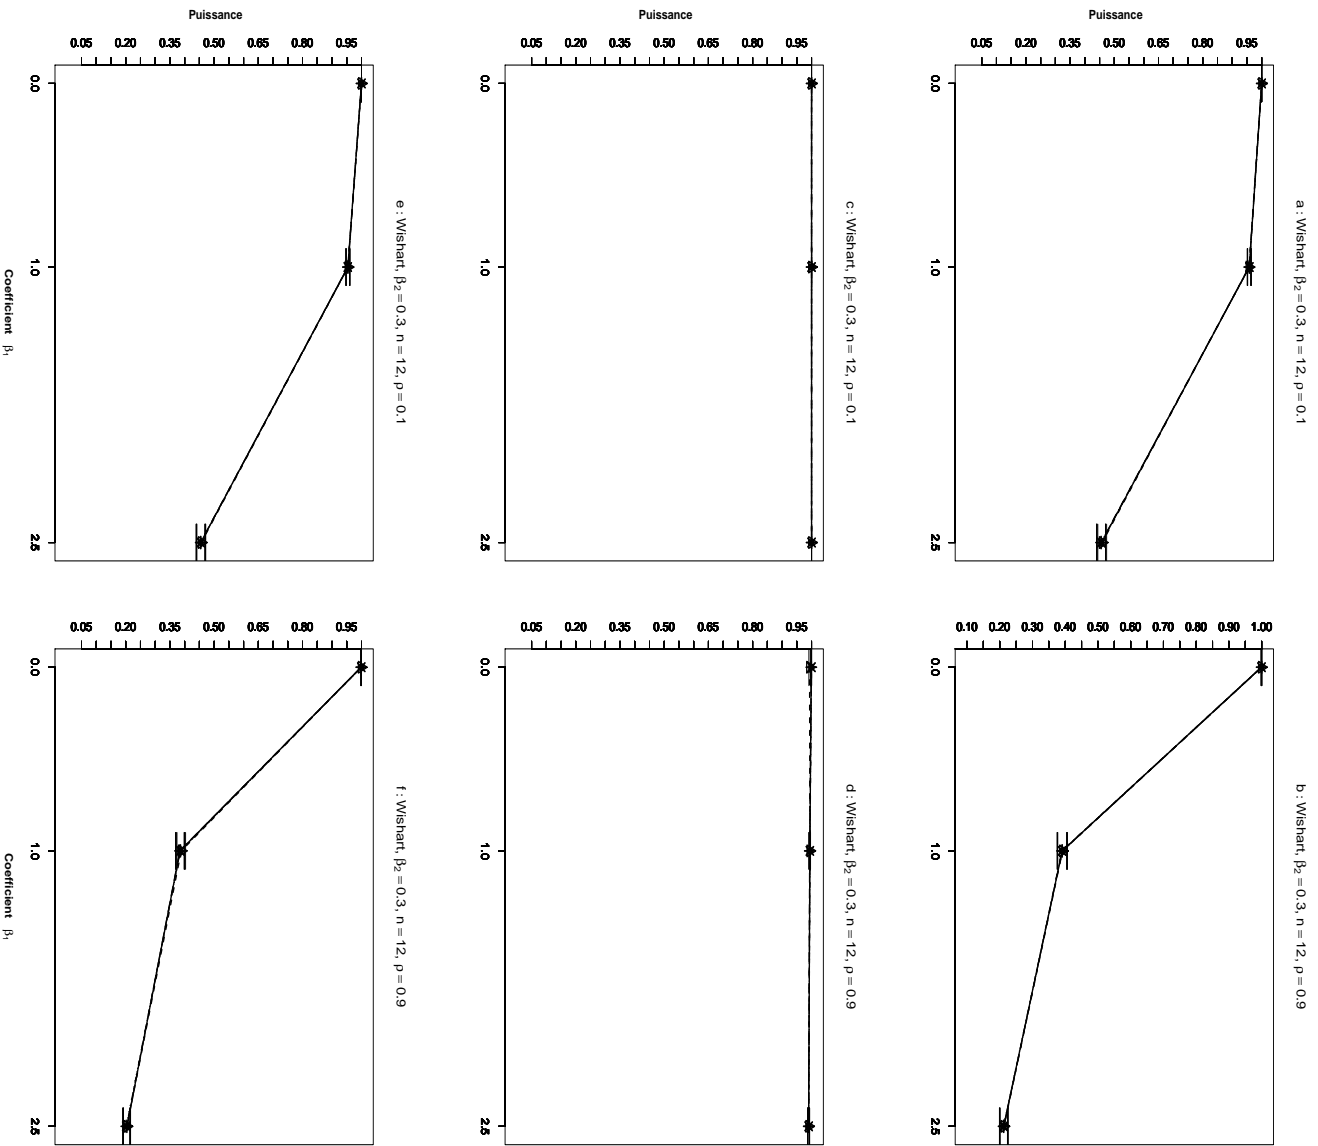 a : Wishart, β2 = 0.3, n = 12, ρ = 0.1
Puissance
0.05 0.20 0.35 0.50 0.65 0.80 0.95
0.0 1.0 2.5
b : Wishart, β2 = 0.3, n = 12, ρ = 0.9
0.10 0.20 0.30 0.40 0.50 0.60 0.70 0.80 0.90 1.00
0.0 1.0 2.5
c : Wishart, β2 = 0.3, n = 12, ρ = 0.1
Puissance
0.05 0.20 0.35 0.50 0.65 0.80 0.95
0.0 1.0 2.5
d : Wishart, β2 = 0.3, n = 12, ρ = 0.9
0.05 0.20 0.35 0.50 0.65 0.80 0.95
0.0 1.0 2.5
e : Wishart, β2 = 0.3, n = 12, ρ = 0.1
Puissance
0.05 0.20 0.35 0.50 0.65 0.80 0.95
0.0 1.0 2.5
Coefficient β1
f : Wishart, β2 = 0.3, n = 12, ρ = 0.9
0.05 0.20 0.35 0.50 0.65 0.80 0.95
0.0 1.0 2.5
Coefficient β1